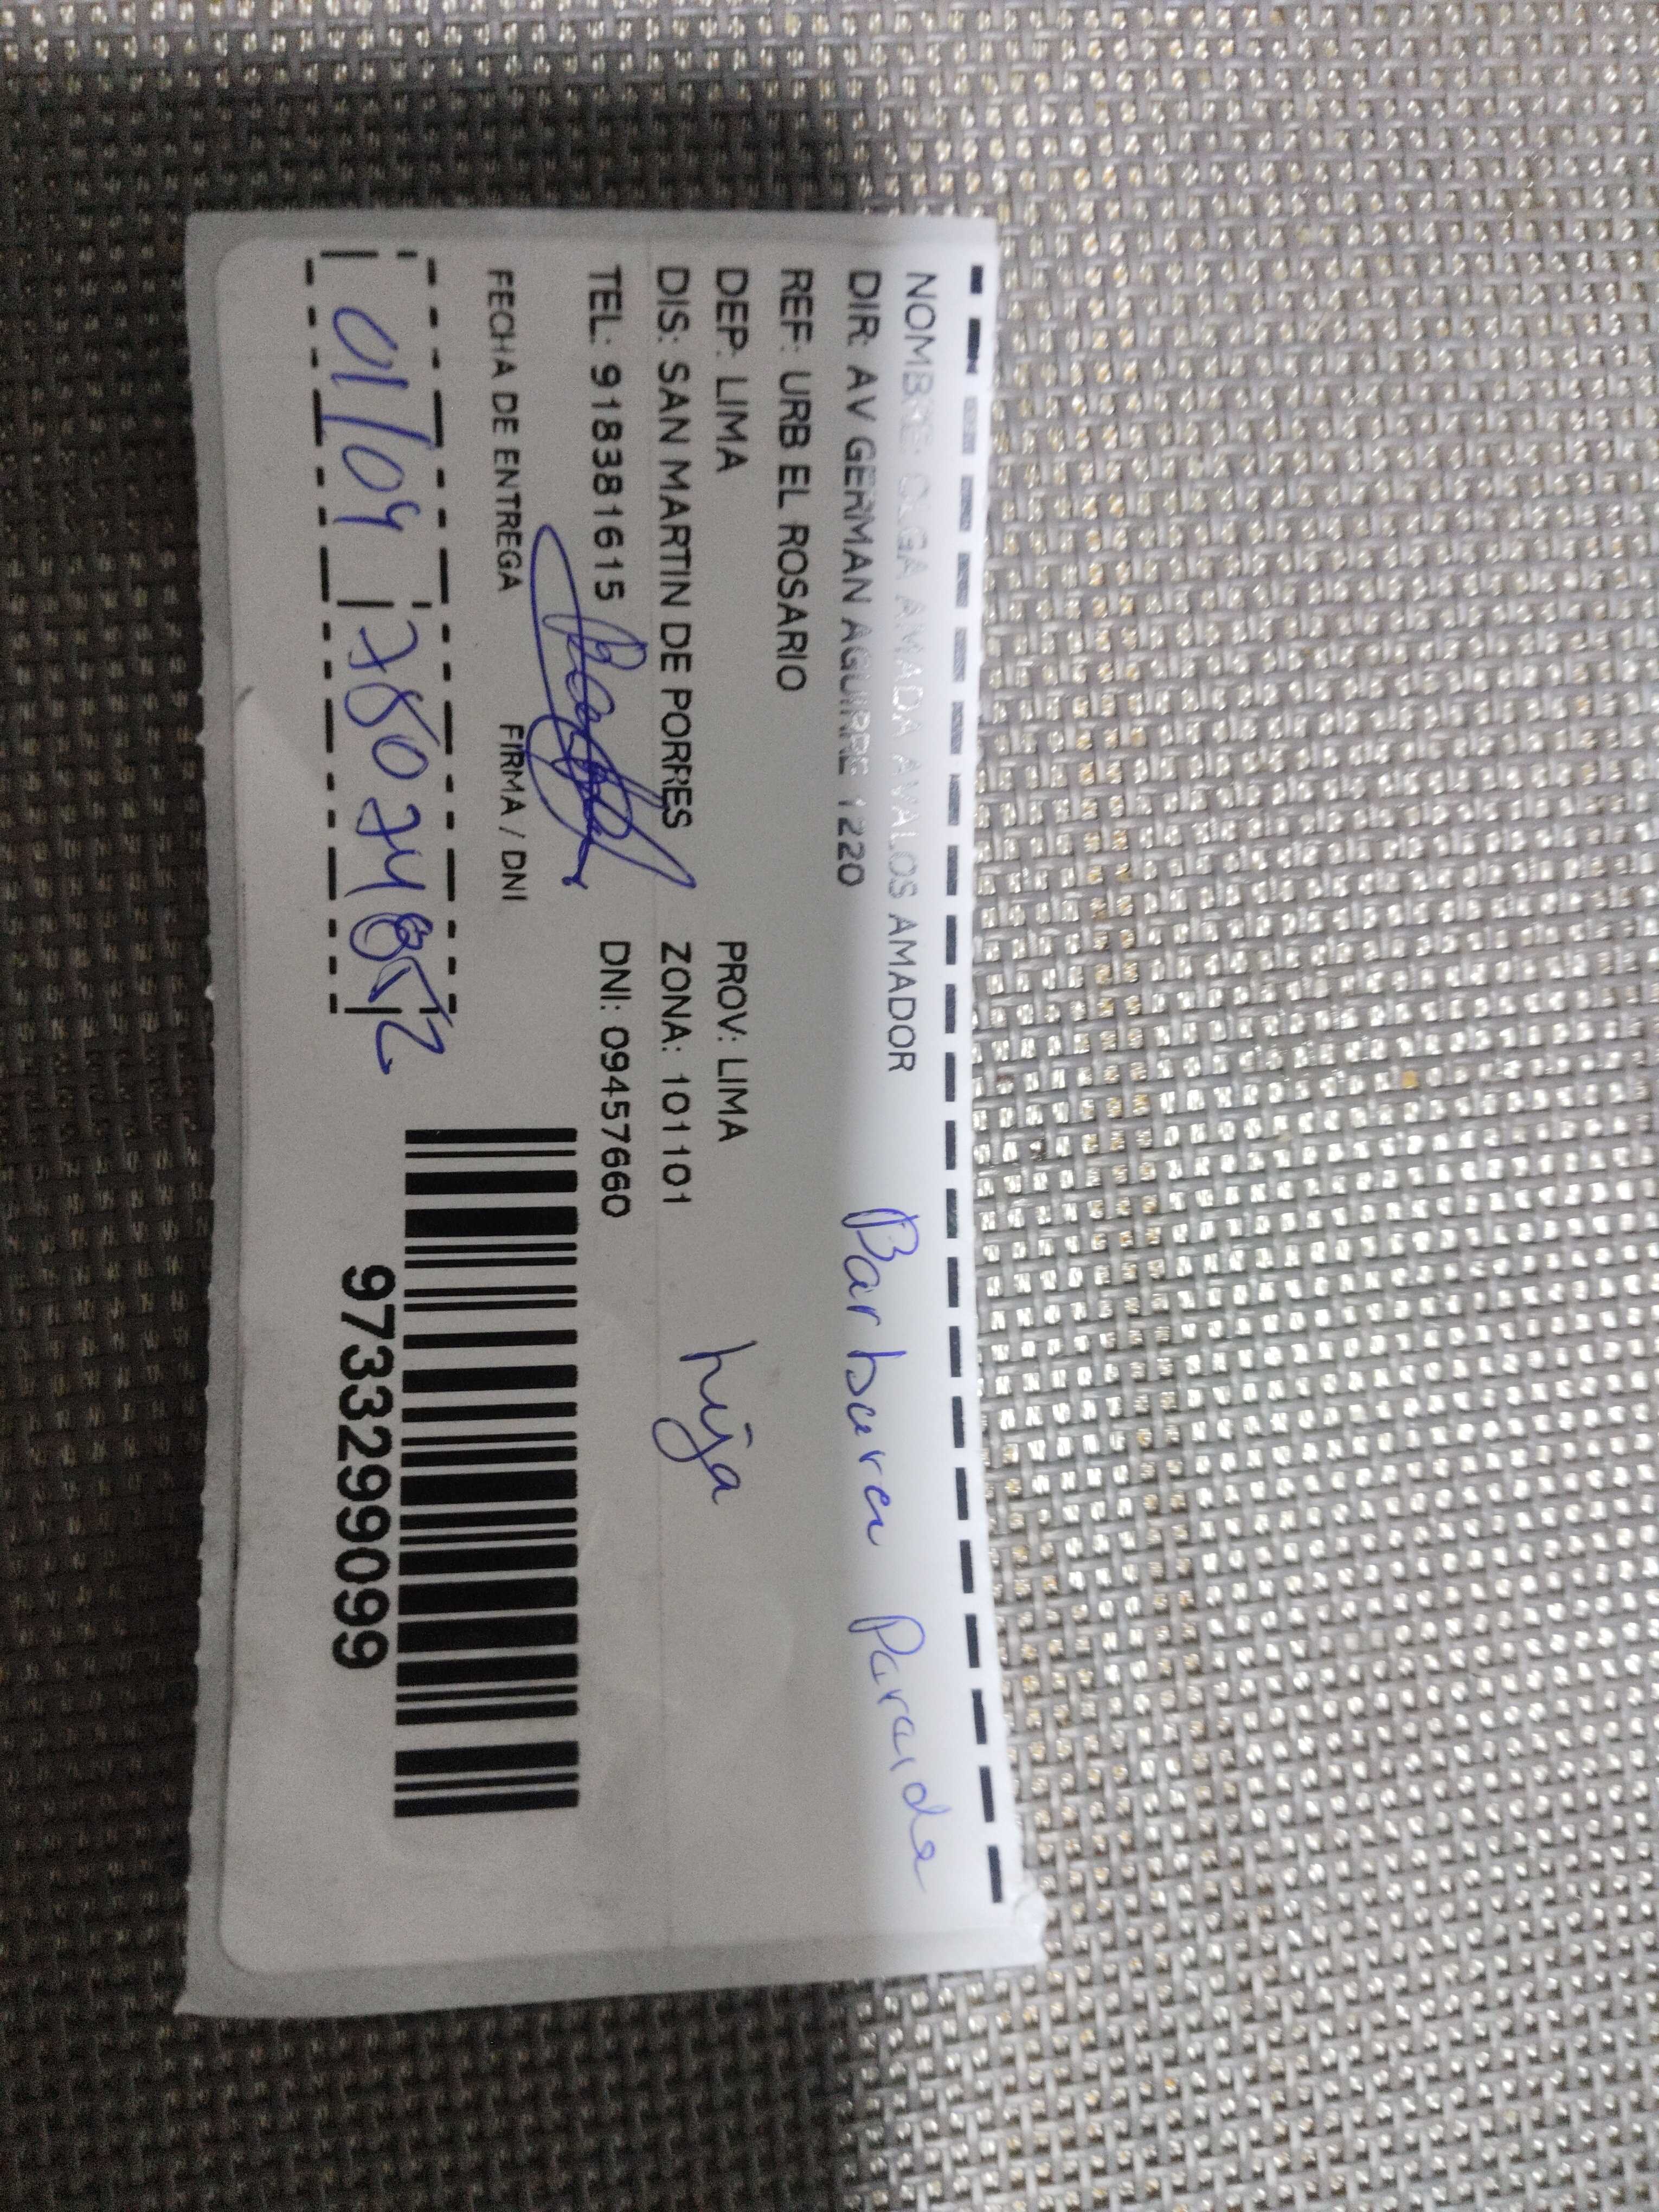 NOMBRE: OLGA AMADA AVALOS AMADOR
DIR: AV GERMAN AGUIRRE 1220
Barbara Parade
REF: URB EL ROSARIO
DEP: LIMA PROV: LIMA
DIS: SAN MARTIN DE PORRES ZONA: 101101
hija
TEL: 918381615 DNI: 09457660
FECHA DE ENTREGA FIRMA / DNI
01/09
9733299099